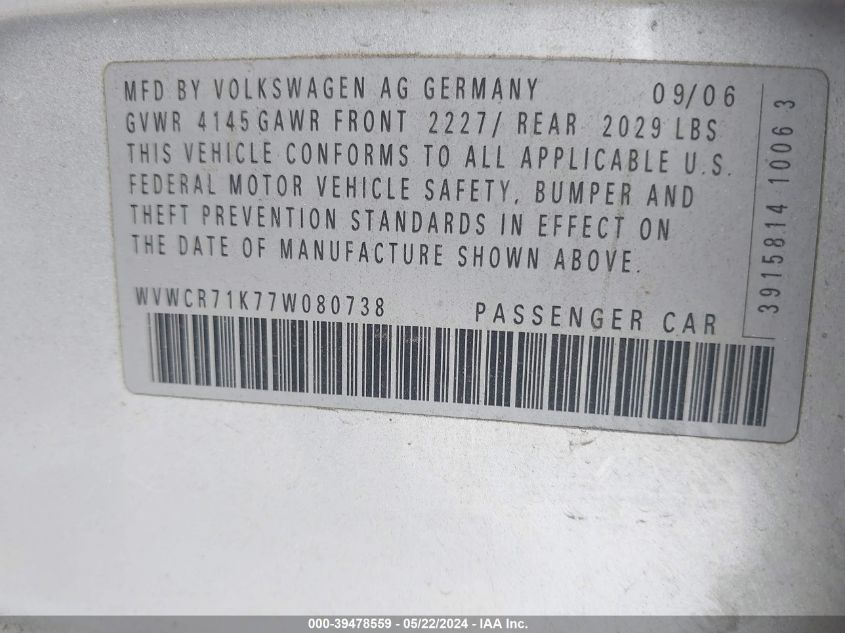 MFD BY VOLKSWAGEN AG GERMANY 09/06
GVWR 4145 GAWR FRONT 2227/ REAR 2029 LBS
THIS VEHICLE CONFORMS TO ALL APPLICABLE U.S.
FEDERAL MOTOR VEHICLE SAFETY, BUMPER AND
THEFT PREVENTION STANDARDS IN EFFECT ON
THE DATE OF MANUFACTURE SHOWN ABOVE.
WVWCR71K77W080738 PASSENGER CAR
3915814 1006 3
000-39478559 - 05/22/2024 - IAA Inc.